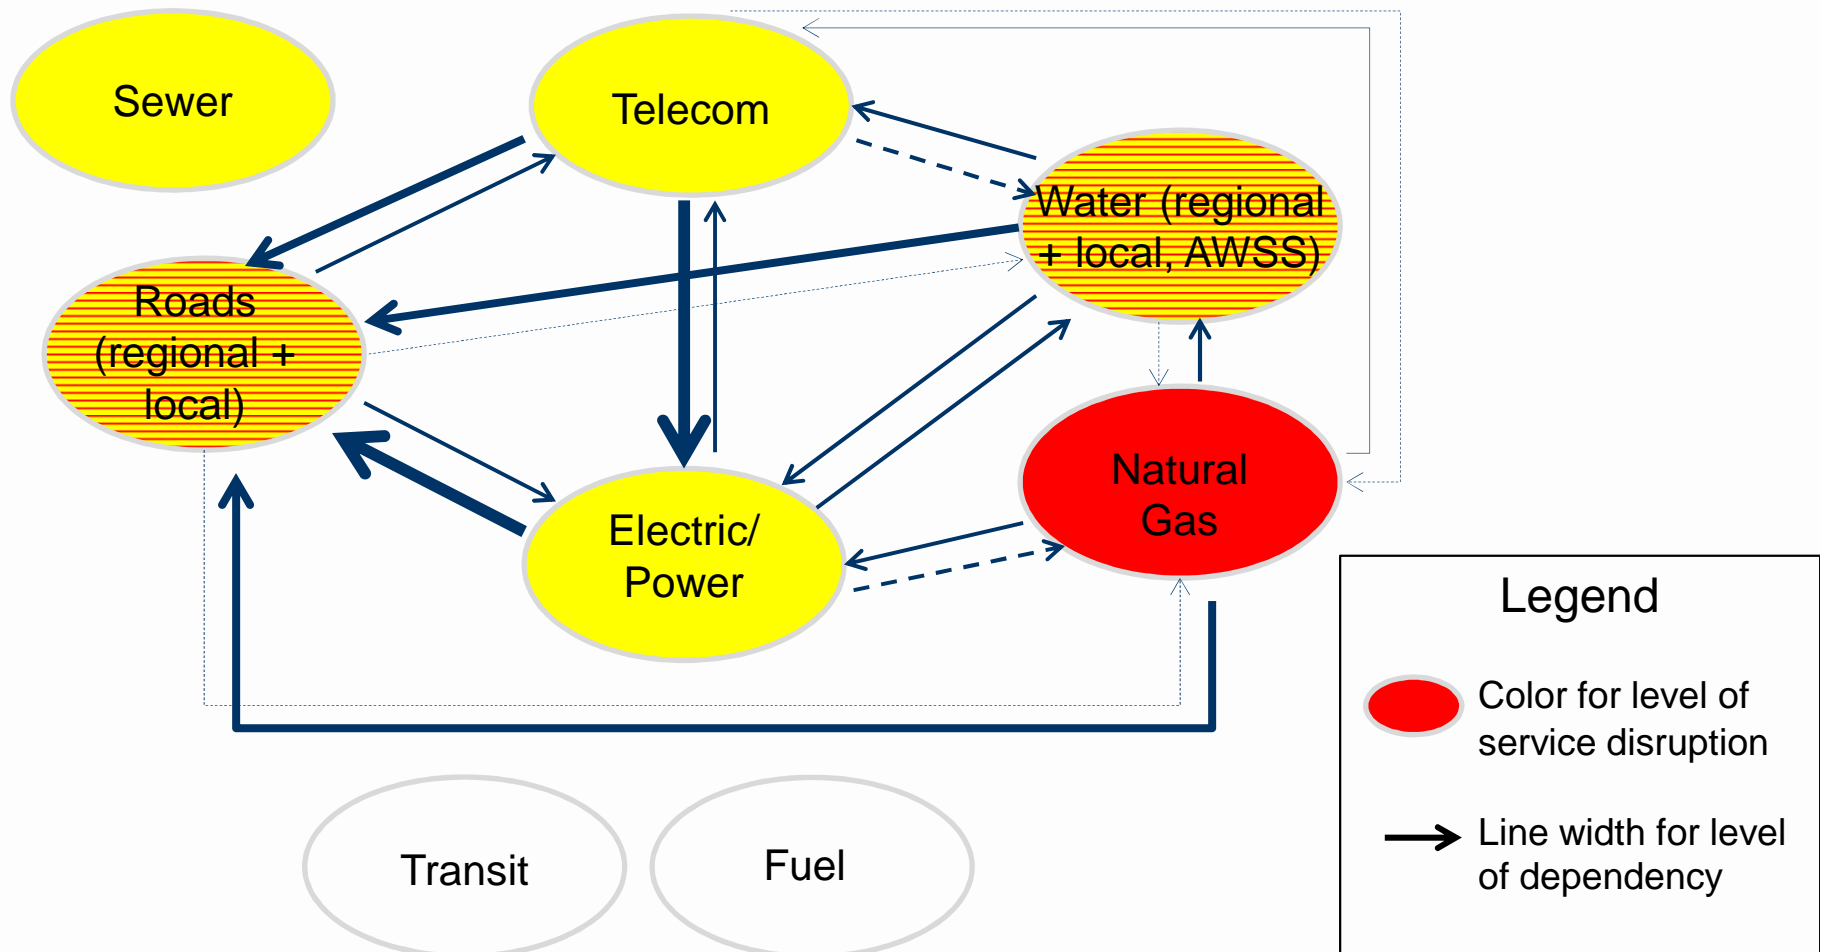 Sewer
Telecom
Water (regional
+ local, AWSS)
Roads
(regional +
local)
Natural
Gas
Electric/
Power
Transit
Fuel
Legend
Color for level of
service disruption
Line width for level
of dependency